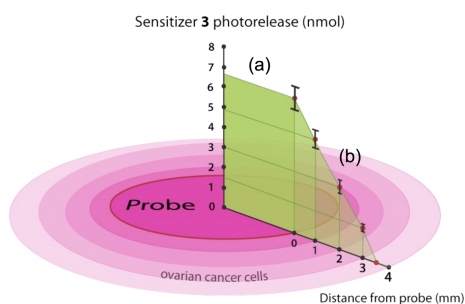 Sensitizer 3 photorelease (nmol)
8
7
6
5
4
3
2
1
0
(a)
(b)
Probe
0
1
2
3
4
ovarian cancer cells
Distance from probe (mm)